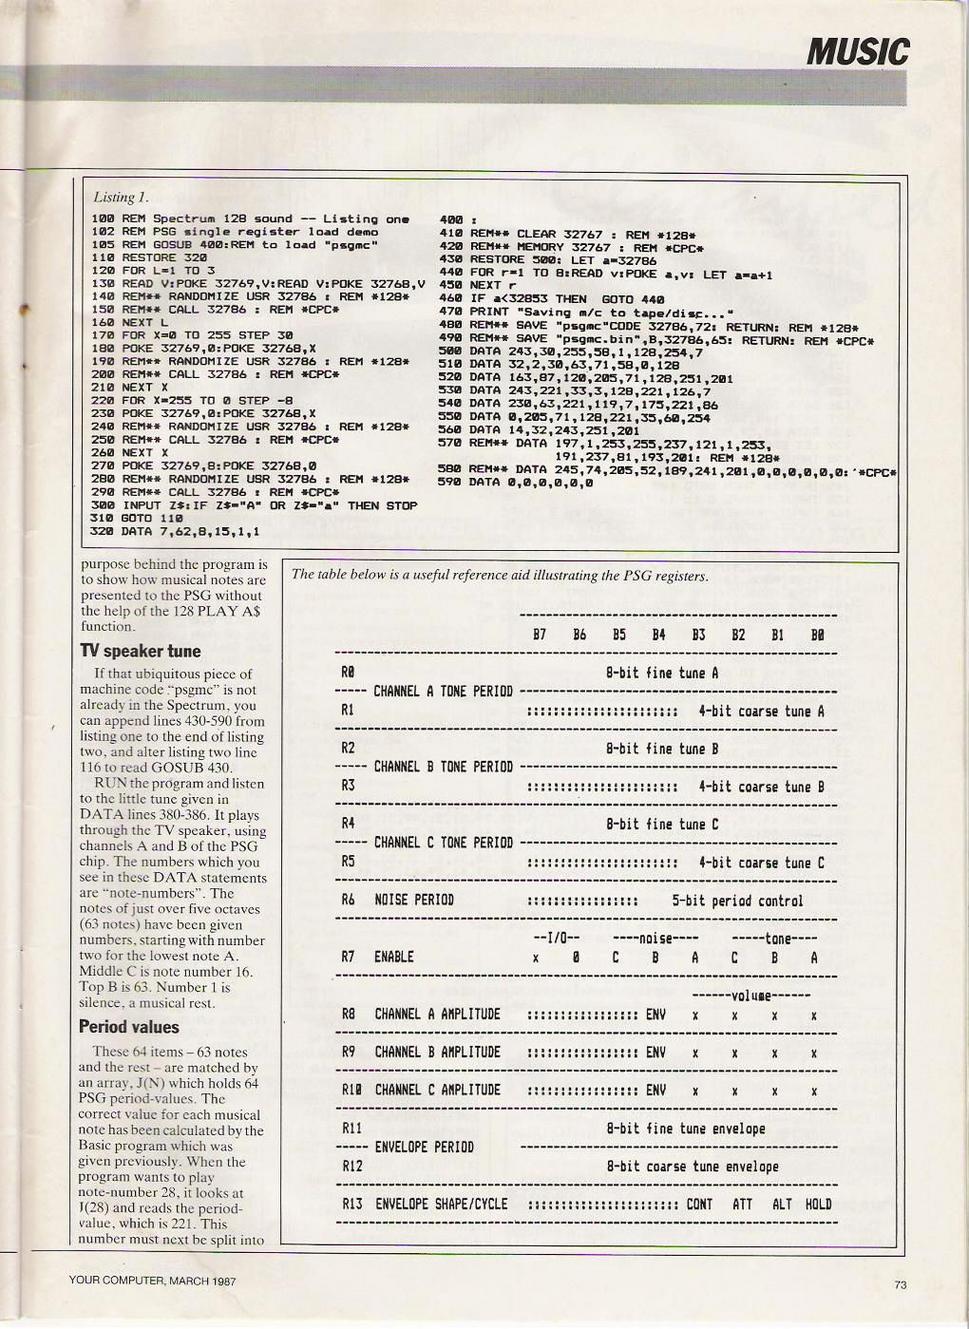 MUSIC
Listing 1.
100 REM Spectrum 128 sound -- Listing one
102 REM PSG single register load demo
105 REM GOSUB 400:REM to load "psgmc"
110 RESTORE 320
120 FOR L=1 TO 3
130 READ V:POKE 32769,V:READ V:POKE 32768,V
140 REM** RANDOMIZE USR 32786 : REM *128*
150 REM** CALL 32786 : REM *CPC*
160 NEXT L
170 FOR X=0 TO 255 STEP 30
180 POKE 32769,0:POKE 32768,X
190 REM** RANDOMIZE USR 32786 : REM *128*
200 REM** CALL 32786 : REM *CPC*
210 NEXT X
220 FOR X=255 TO 0 STEP -8
230 POKE 32769,0:POKE 32768,X
240 REM** RANDOMIZE USR 32786 : REM *128*
250 REM** CALL 32786 : REM *CPC*
260 NEXT X
270 POKE 32769,8:POKE 32768,0
280 REM** RANDOMIZE USR 32786 : REM *128*
290 REM** CALL 32786 : REM *CPC*
300 INPUT Z$:IF Z$="A" OR Z$="a" THEN STOP
310 GOTO 110
320 DATA 7,62,8,15,1,1
400 :
410 REM** CLEAR 32767 : REM *128*
420 REM** MEMORY 32767 : REM *CPC*
430 RESTORE 500: LET a=32786
440 FOR r=1 TO 8:READ v:POKE a,v: LET a=a+1
450 NEXT r
460 IF a<32853 THEN GOTO 440
470 PRINT "Saving m/c to tape/disc..."
480 REM** SAVE "psgmc"CODE 32786,72: RETURN: REM *128*
490 REM** SAVE "psgmc.bin",B,32786,65: RETURN: REM *CPC*
500 DATA 243,30,255,58,1,128,254,7
510 DATA 32,2,30,63,71,58,0,128
520 DATA 163,87,120,205,71,128,251,201
530 DATA 243,221,33,3,128,221,126,7
540 DATA 230,63,221,119,7,175,221,86
550 DATA 0,205,71,128,221,35,60,254
560 DATA 14,32,243,251,201
570 REM** DATA 197,1,253,255,237,121,1,253,
191,237,81,193,201: REM *128*
580 REM** DATA 245,74,205,52,189,241,201,0,0,0,0,0,0: '*CPC*
590 DATA 0,0,0,0,0,0
purpose behind the program is
to show how musical notes are
presented to the PSG without
the help of the 128 PLAY A$
function.
TV speaker tune
If that ubiquitous piece of
machine code "psgmc" is not
already in the Spectrum, you
can append lines 430-590 from
listing one to the end of listing
two, and alter listing two line
116 to read GOSUB 430.
RUN the program and listen
to the little tune given in
DATA lines 380-386. It plays
through the TV speaker, using
channels A and B of the PSG
chip. The numbers which you
see in these DATA statements
are "note-numbers". The
notes of just over five octaves
(63 notes) have been given
numbers, starting with number
two for the lowest note A.
Middle C is note number 16.
Top B is 63. Number 1 is
silence, a musical rest.
Period values
These 64 items – 63 notes
and the rest – are matched by
an array, J(N) which holds 64
PSG period-values. The
correct value for each musical
note has been calculated by the
Basic program which was
given previously. When the
program wants to play
note-number 28, it looks at
J(28) and reads the period-
value, which is 221. This
number must next be split into
The table below is a useful reference aid illustrating the PSG registers.
B7 B6 B5 B4 B3 B2 B1 B0
R0 8-bit fine tune A
----- CHANNEL A TONE PERIOD -----
R1 ::::::::::::::::::::::: 4-bit coarse tune A
R2 8-bit fine tune B
----- CHANNEL B TONE PERIOD -----
R3 ::::::::::::::::::::::: 4-bit coarse tune B
R4 8-bit fine tune C
----- CHANNEL C TONE PERIOD -----
R5 ::::::::::::::::::::::: 4-bit coarse tune C
R6 NOISE PERIOD ::::::::::::::::: 5-bit period control
--I/O-- ----noise---- -----tone----
R7 ENABLE x 0 C B A C B A
------volume------
R8 CHANNEL A AMPLITUDE ::::::::::::::::: ENV x x x x
R9 CHANNEL B AMPLITUDE ::::::::::::::::: ENV x x x x
R10 CHANNEL C AMPLITUDE ::::::::::::::::: ENV x x x x
R11 8-bit fine tune envelope
----- ENVELOPE PERIOD -----
R12 8-bit coarse tune envelope
R13 ENVELOPE SHAPE/CYCLE ::::::::::::::::::::::: CONT ATT ALT HOLD
YOUR COMPUTER, MARCH 1987
73